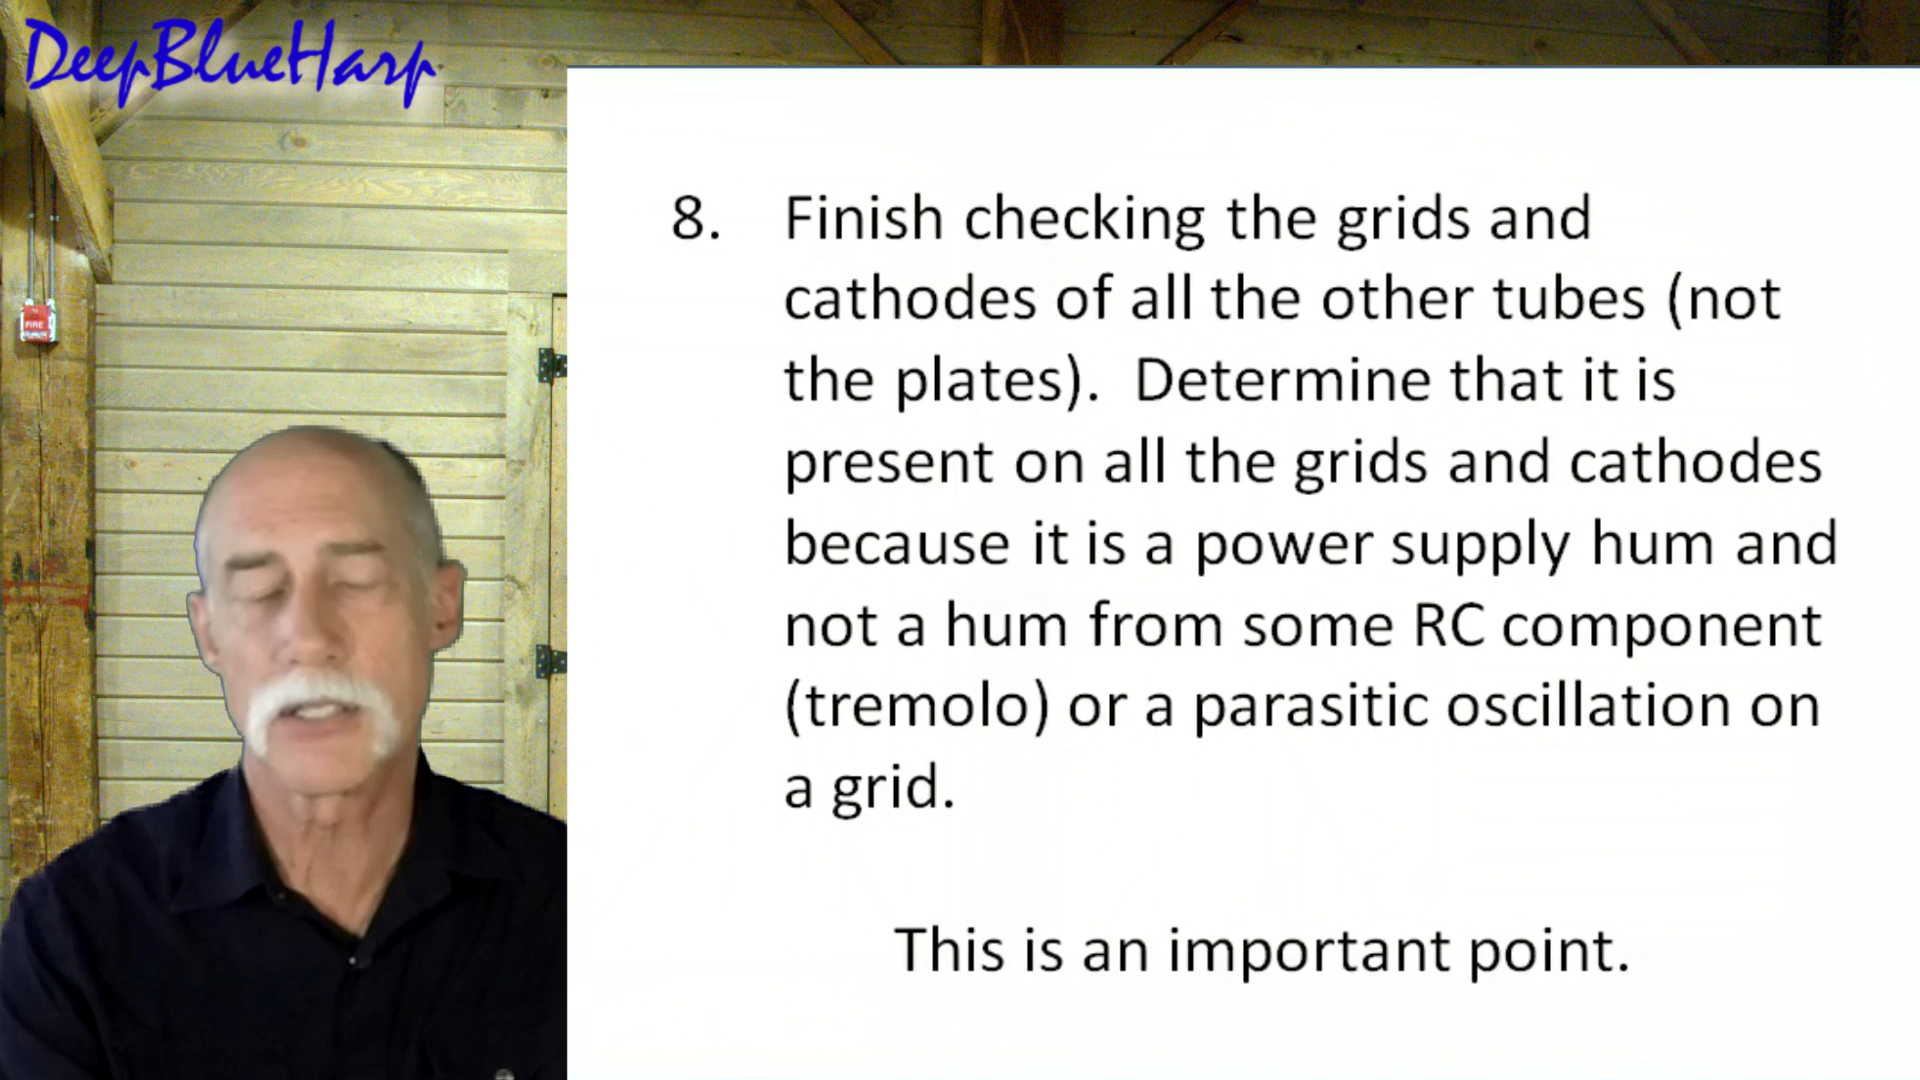 DeepBlueHarp
FIRE
8. Finish checking the grids and
cathodes of all the other tubes (not
the plates). Determine that it is
present on all the grids and cathodes
because it is a power supply hum and
not a hum from some RC component
(tremolo) or a parasitic oscillation on
a grid.
This is an important point.